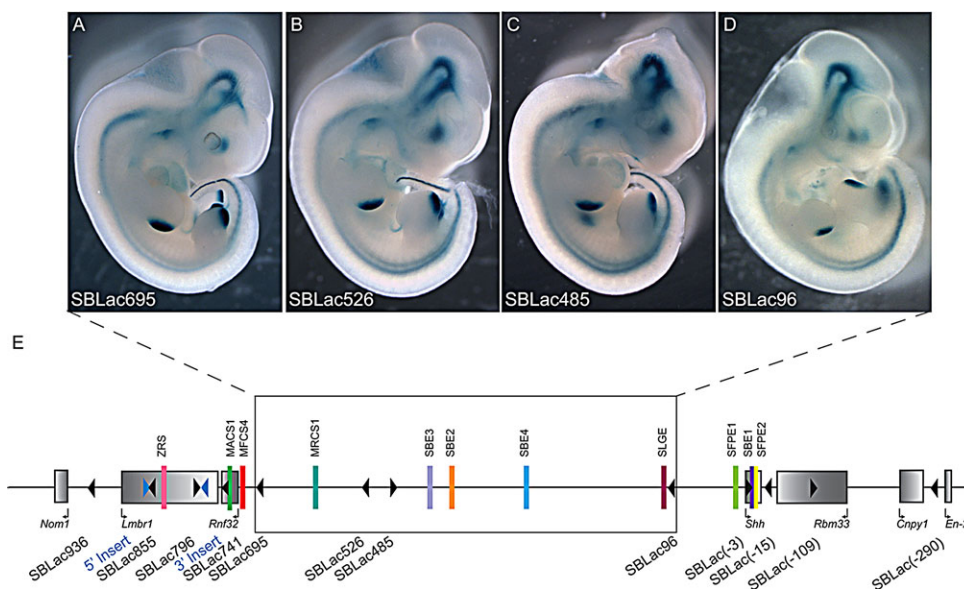 A
B
C
D
SBLac695
SBLac526
SBLac485
SBLac96
E
ZRS
MACS1
MFCS4
MRCS1
SBE3
SBE2
SBE4
SLGE
SFPE1
SBE1
SFPE2
Nom1
Lmbr1
Rnf32
Shh
Rbm33
Cnpy1
SBLac936
5' Insert
SBLac855
SBLac796
3' Insert
SBLac741
SBLac695
SBLac526
SBLac485
SBLac96
SBLac(-3)
SBLac(-15)
SBLac(-109)
SBLac(-290)